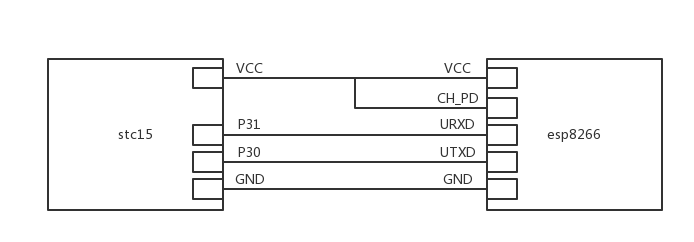 VCC VCC
CH_PD
P31 URXD
stc15 esp8266
P30 UTXD
GND GND